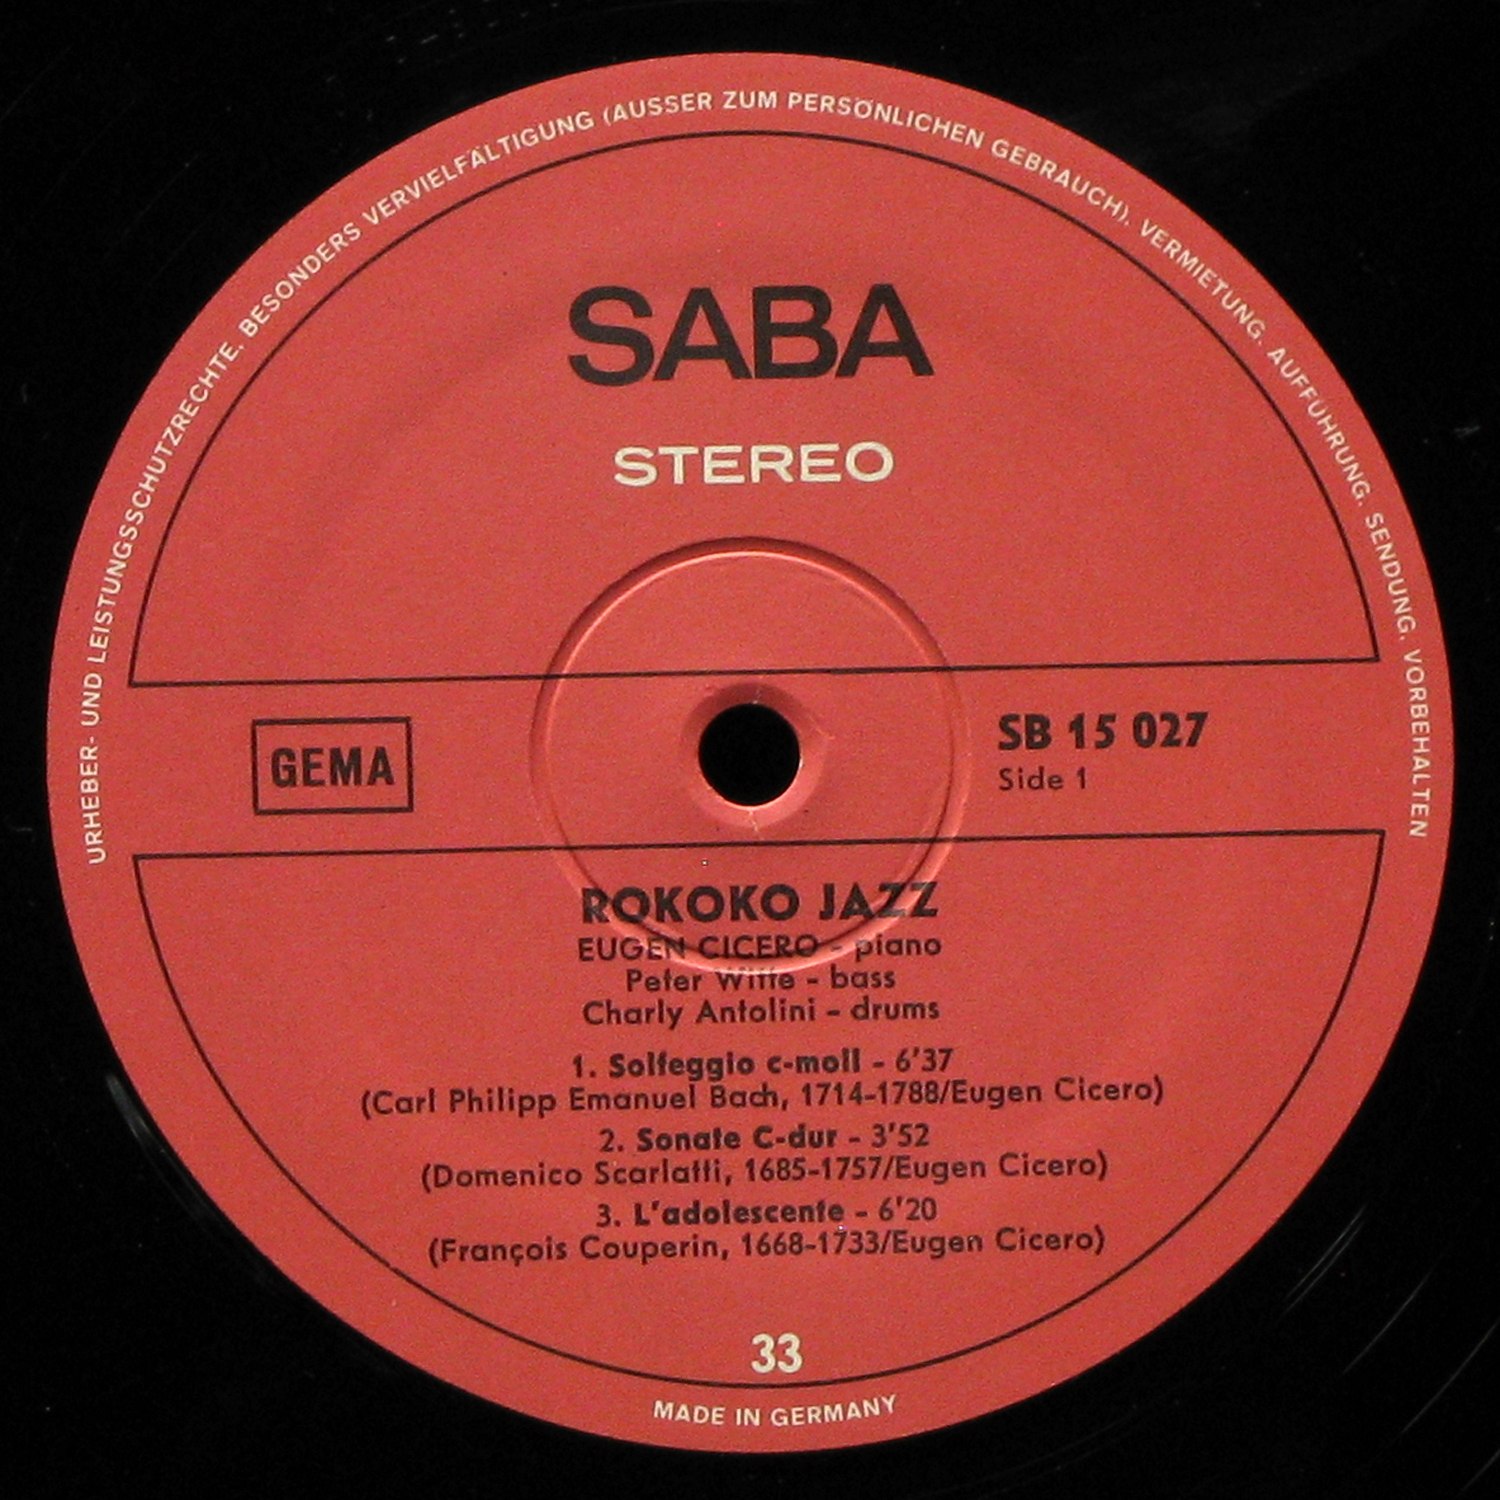 URHEBER- UND LEISTUNGSSCHUTZRECHTE, BESONDERS VERVIELFÄLTIGUNG (AUSSER ZUM PERSÖNLICHEN GEBRAUCH), VERMIETUNG, AUFFÜHRUNG, SENDUNG, VORBEHALTEN
SABA
STEREO
GEMA
SB 15 027
Side 1
ROKOKO JAZZ
EUGEN CICERO - piano
Peter Witte - bass
Charly Antolini - drums
1. Solfeggio c-moll - 6'37
(Carl Philipp Emanuel Bach, 1714-1788/Eugen Cicero)
2. Sonate C-dur - 3'52
(Domenico Scarlatti, 1685-1757/Eugen Cicero)
3. L'adolescente - 6'20
(François Couperin, 1668-1733/Eugen Cicero)
33
MADE IN GERMANY